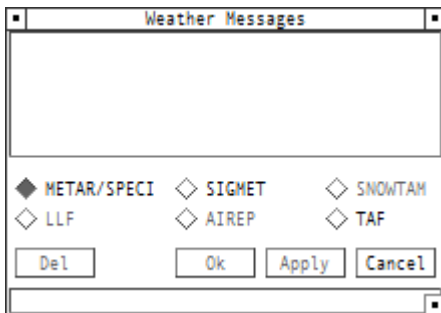 Weather Messages
METAR/SPECI SIGMET SNOWTAM
LLF AIREP TAF
Del Ok Apply Cancel